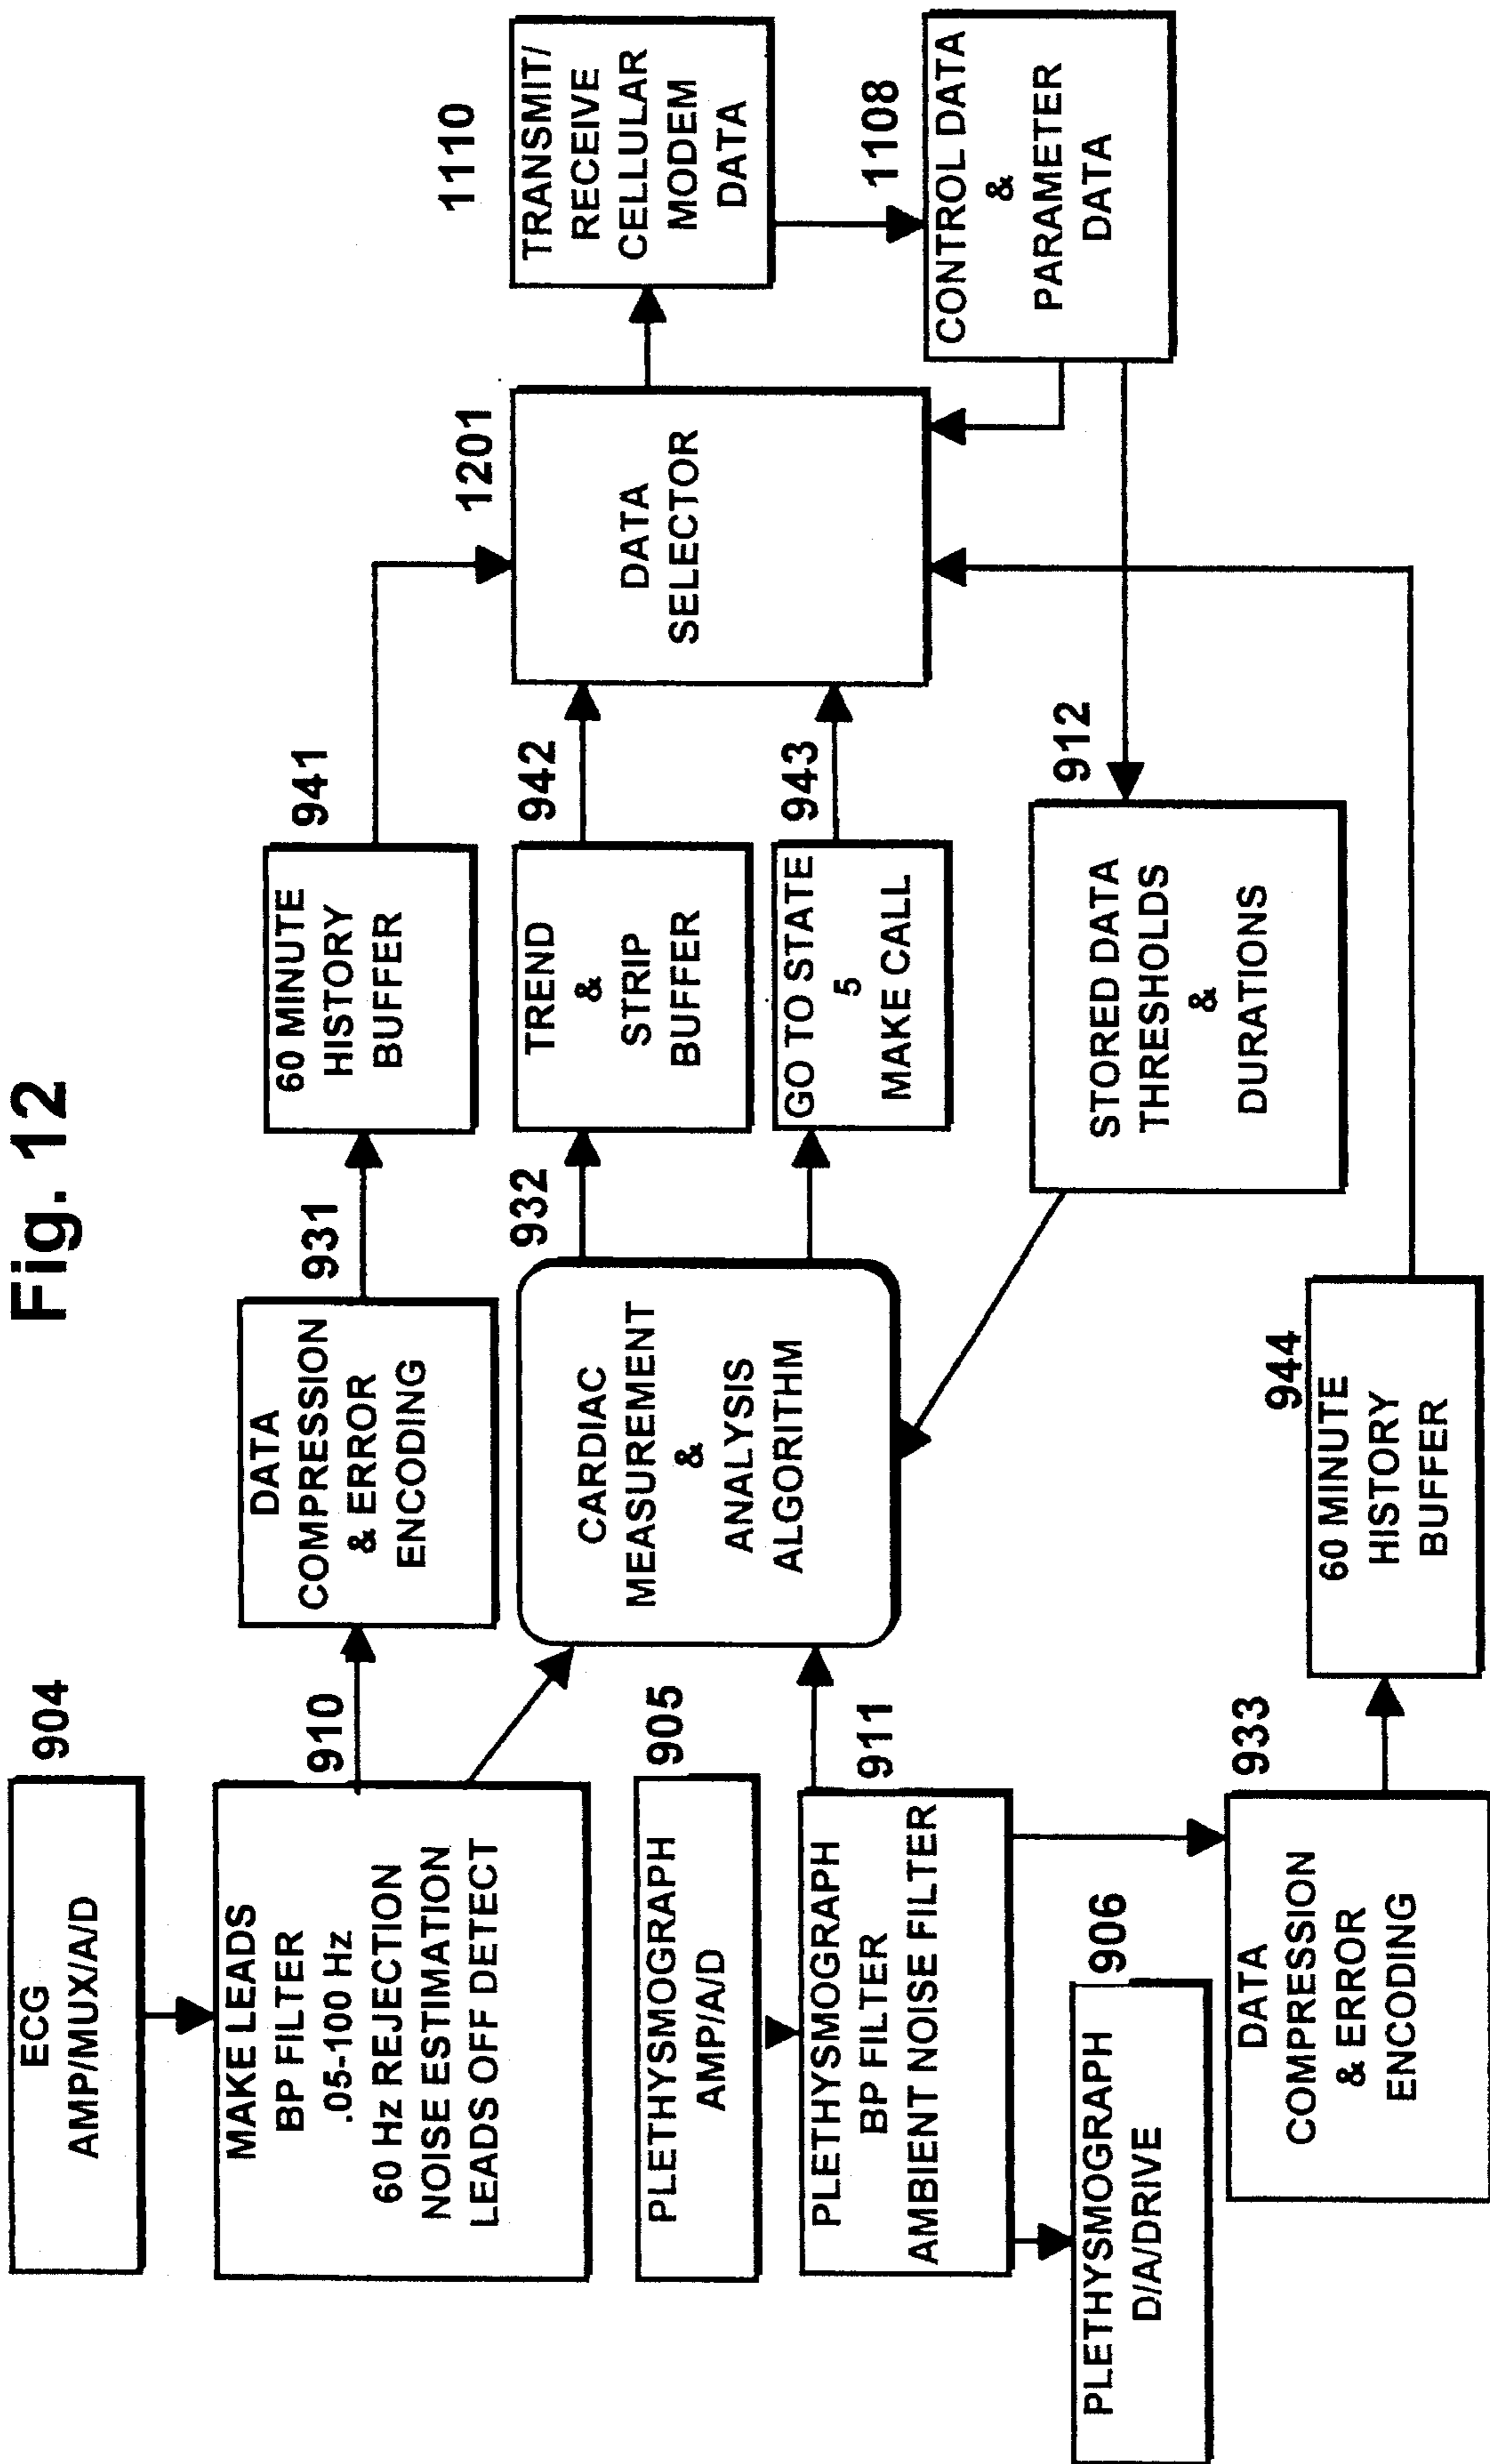 Fig. 12
904
ECG
AMP/MUX/A/D
910
MAKE LEADS
BP FILTER
.05-100 Hz
60 Hz REJECTION
NOISE ESTIMATION
LEADS OFF DETECT
905
PLETHYSMOGRAPH
AMP/A/D
911
PLETHYSMOGRAPH
BP FILTER
AMBIENT NOISE FILTER
906
PLETHYSMOGRAPH
D/A/DRIVE
931
DATA
COMPRESSION
& ERROR
ENCODING
932
CARDIAC
MEASUREMENT
&
ANALYSIS
ALGORITHM
933
DATA
COMPRESSION
& ERROR
ENCODING
941
60 MINUTE
HISTORY
BUFFER
942
TREND
&
STRIP
BUFFER
943
GO TO STATE
5
MAKE CALL
912
STORED DATA
THRESHOLDS
&
DURATIONS
944
60 MINUTE
HISTORY
BUFFER
1201
DATA
SELECTOR
1110
TRANSMIT/
RECEIVE
CELLULAR
MODEM
DATA
1108
CONTROL DATA
&
PARAMETER
DATA